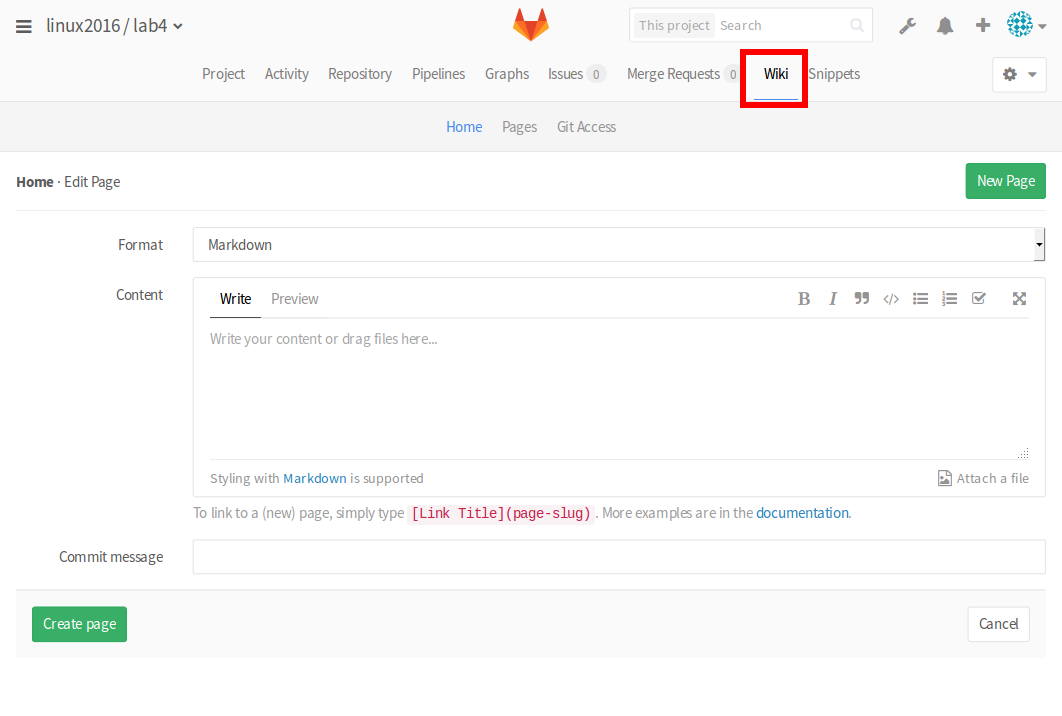 linux2016 / lab4
This project Search
Project Activity Repository Pipelines Graphs Issues 0 Merge Requests 0 Wiki Snippets
Home Pages Git Access
Home · Edit Page
New Page
Format
Markdown
Content
Write Preview
B I
Write your content or drag files here...
Styling with Markdown is supported
Attach a file
To link to a (new) page, simply type [Link Title](page-slug). More examples are in the documentation.
Commit message
Create page
Cancel